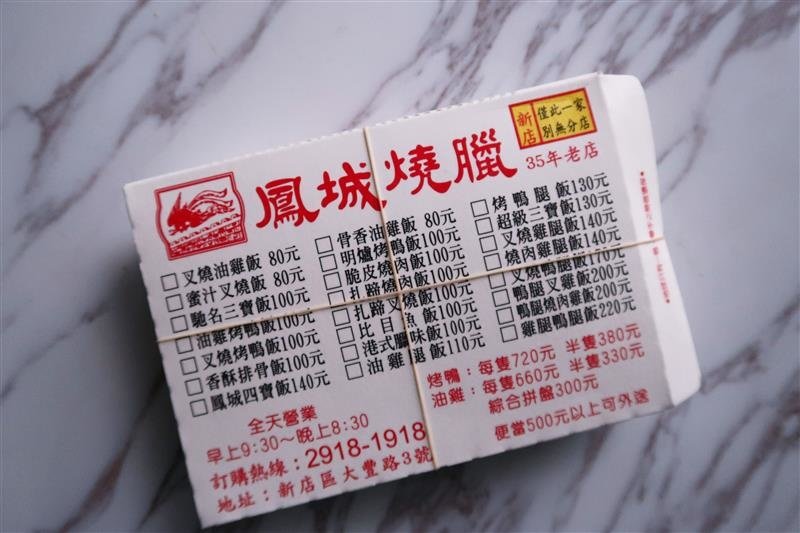 新店
僅此一家
別無分店
鳳城燒臘
35年老店
□叉燒油雞飯 80元
□蜜汁叉燒飯 80元
□馳名三寶飯100元
□油雞烤鴨飯100元
□叉燒烤鴨飯100元
□香酥排骨飯100元
□鳳城四寶飯140元
□骨香油雞飯 80元
□明爐烤鴨飯100元
□脆皮燒肉飯100元
□扎蹄燒肉飯100元
□扎蹄叉燒飯100元
□比目魚飯100元
□港式臘味飯100元
□油雞腿飯110元
□烤鴨腿飯130元
□超級三寶飯130元
□叉燒雞腿飯140元
□燒肉雞腿飯140元
□叉燒鴨腿飯170元
□鴨腿叉雞飯200元
□鴨腿燒肉雞飯200元
□雞腿鴨腿飯220元
烤鴨：每隻720元 半隻380元
油雞：每隻660元 半隻330元
綜合拼盤300元
便當500元以上可外送
全天營業
早上9:30～晚上8:30
訂購熱線：2918-1918
地址：新店區大豐路3號